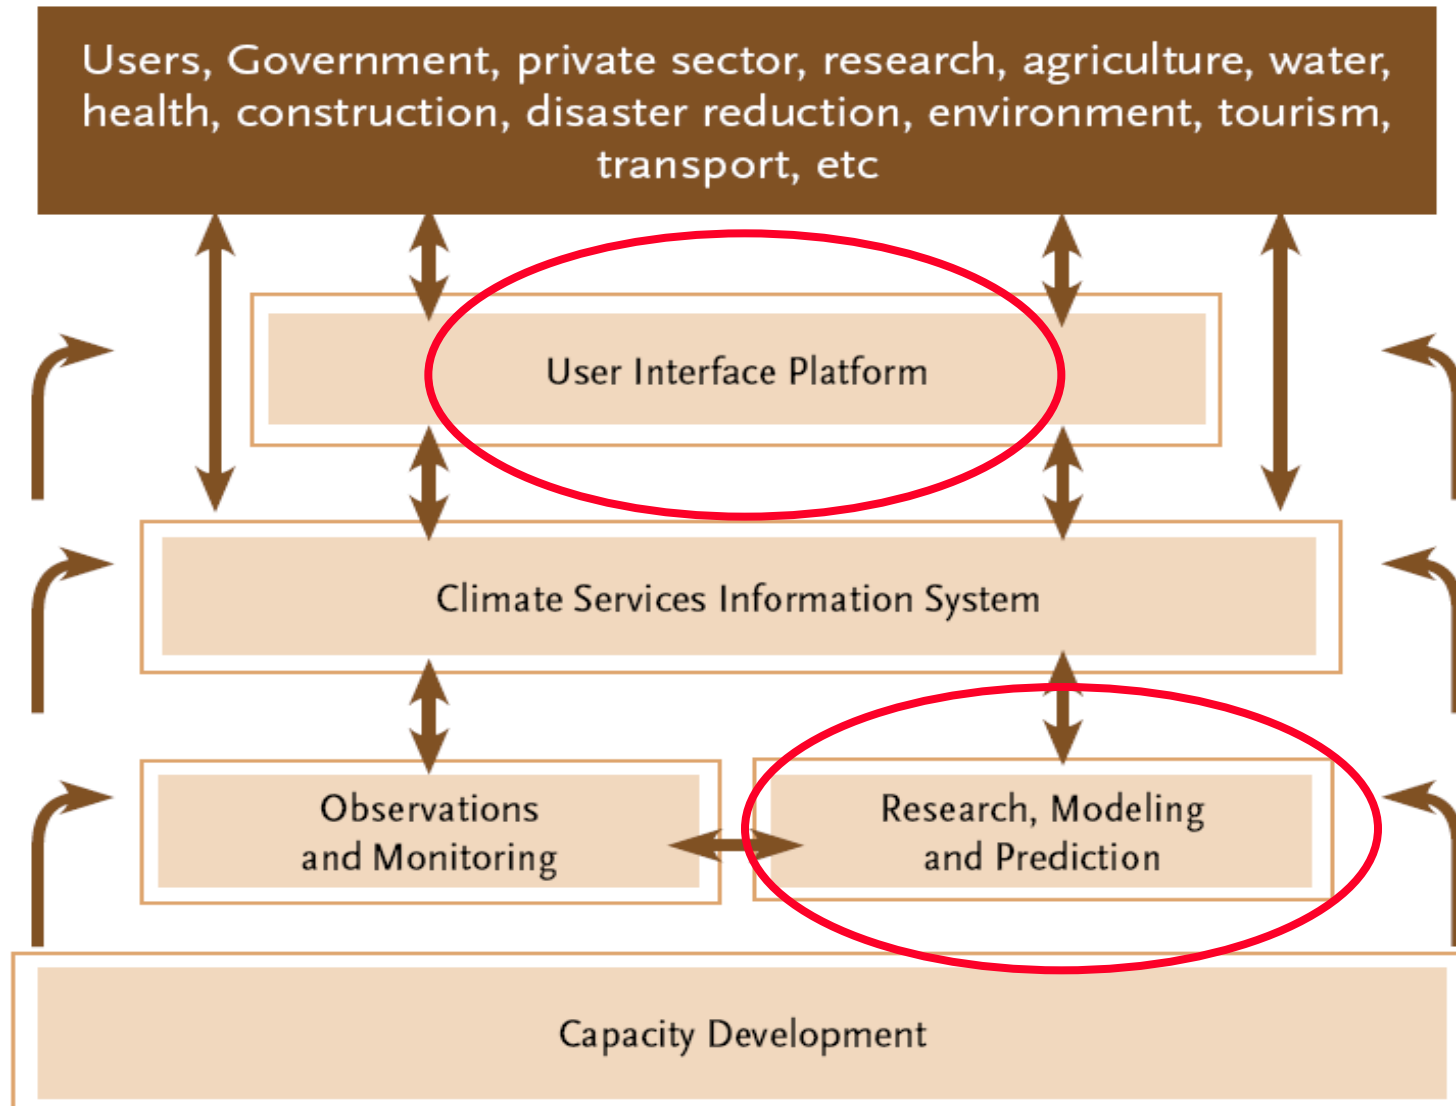 Users, Government, private sector, research, agriculture, water,
health, construction, disaster reduction, environment, tourism,
transport, etc
User Interface Platform
Climate Services Information System
Observations
and Monitoring
Research, Modeling
and Prediction
Capacity Development